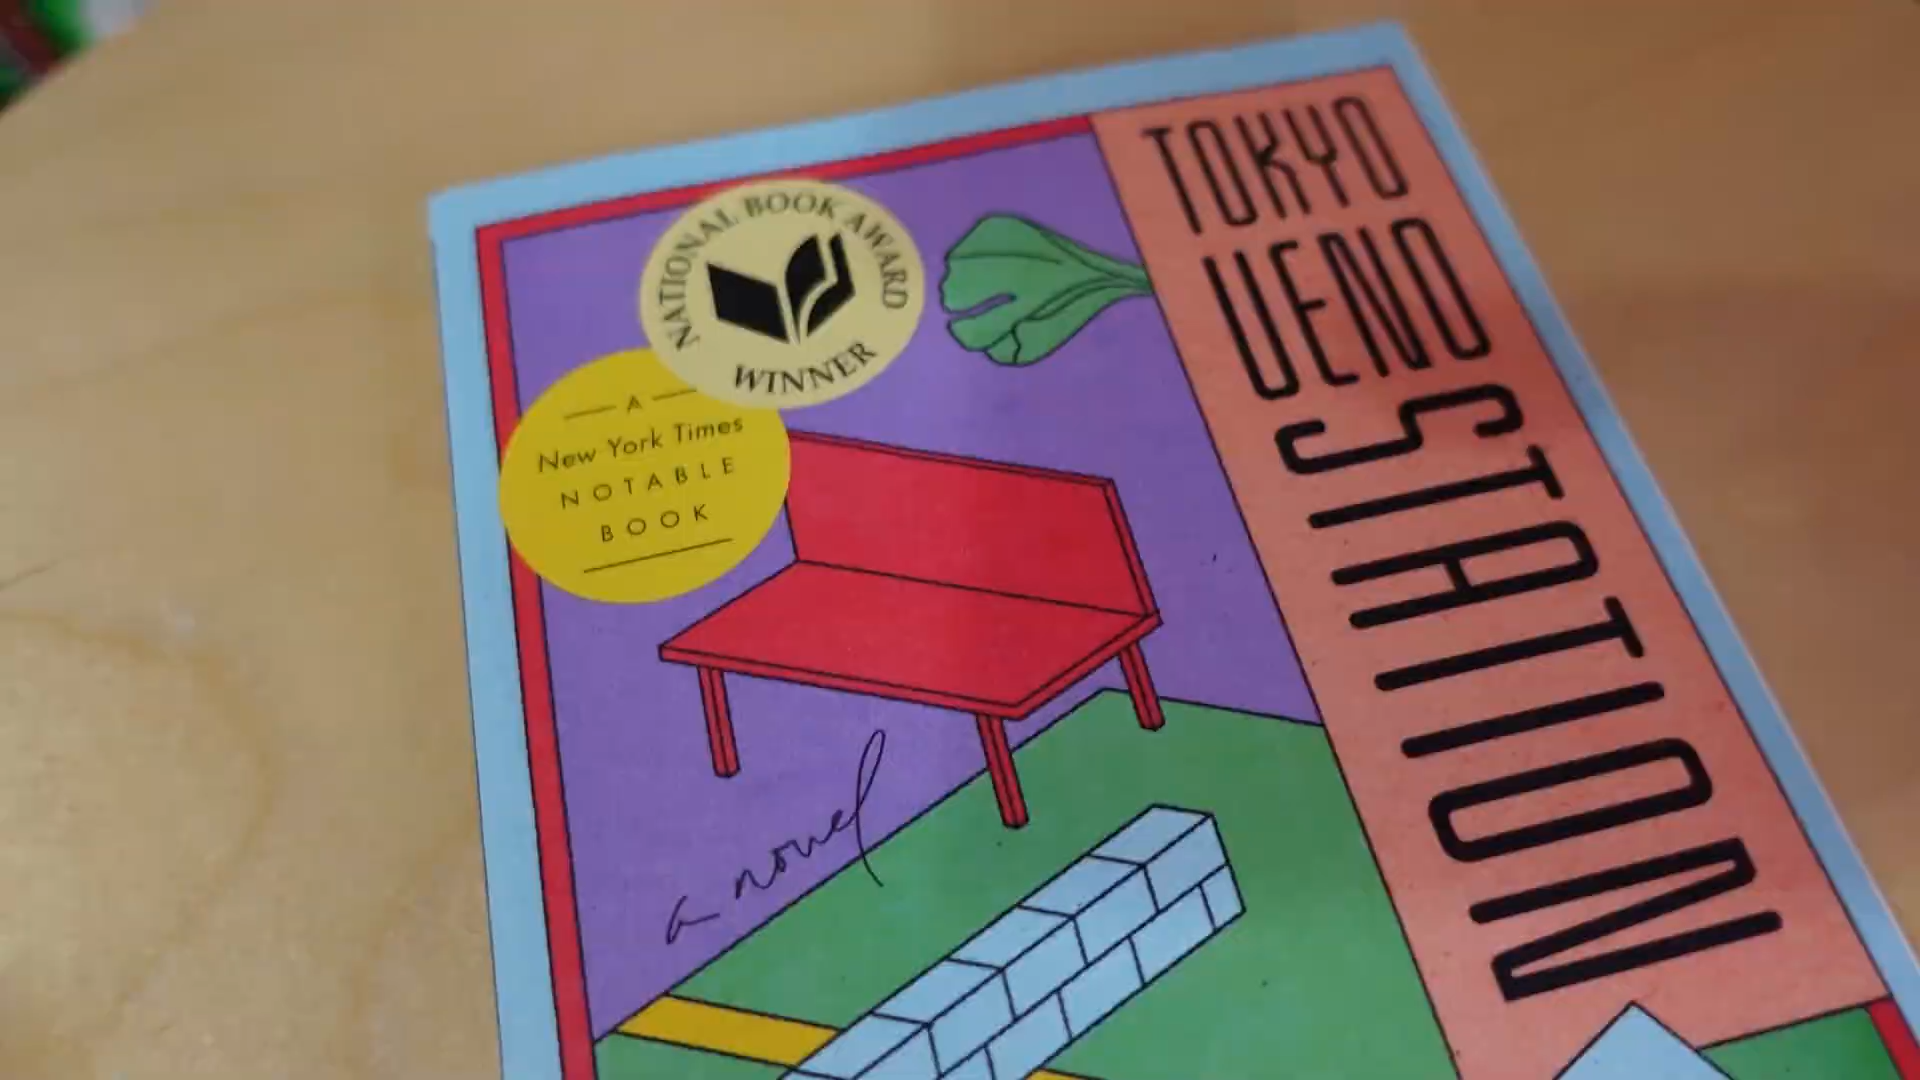 TOKYO
UENO
STATION
NATIONAL BOOK AWARD
WINNER
A
New York Times
NOTABLE
BOOK
a novel